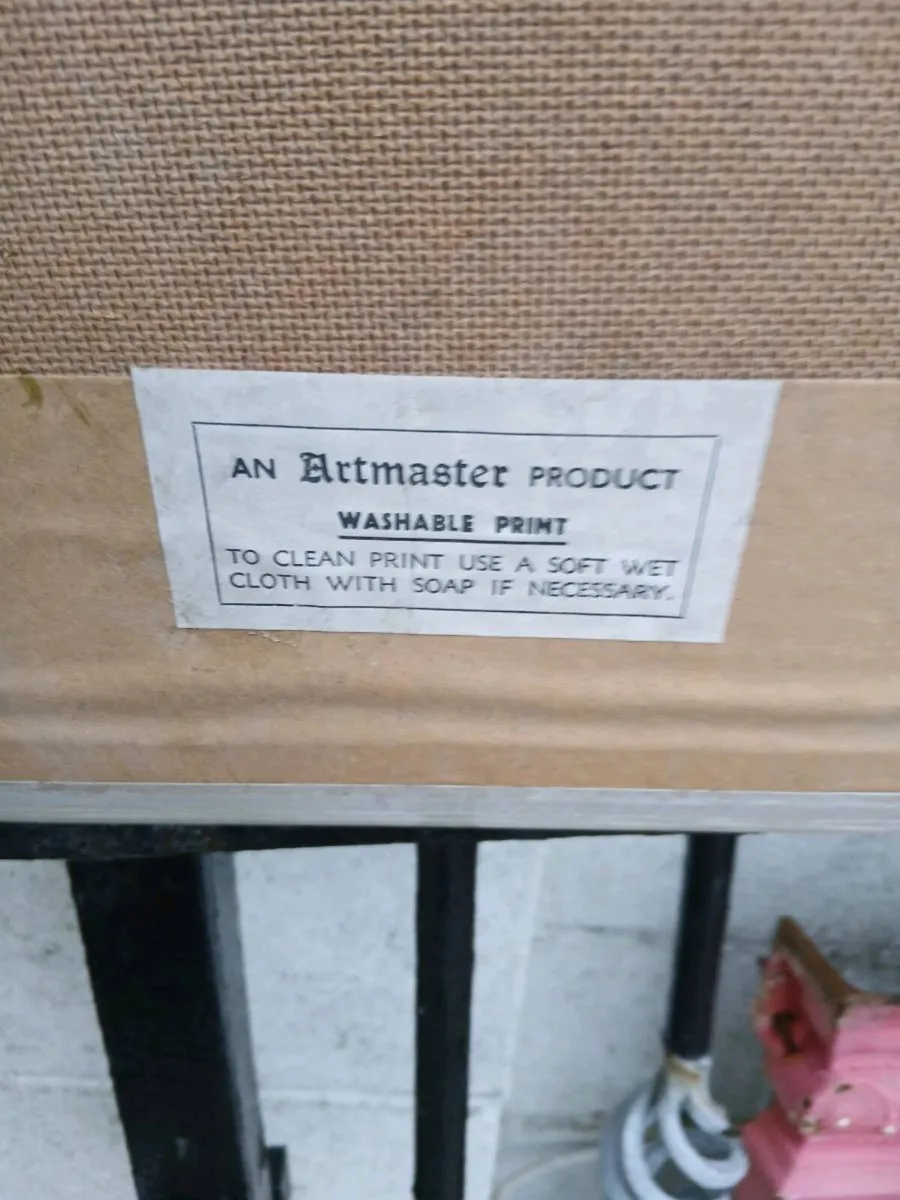 AN Artmaster PRODUCT
WASHABLE PRINT
TO CLEAN PRINT USE A SOFT WET
CLOTH WITH SOAP IF NECESSARY.